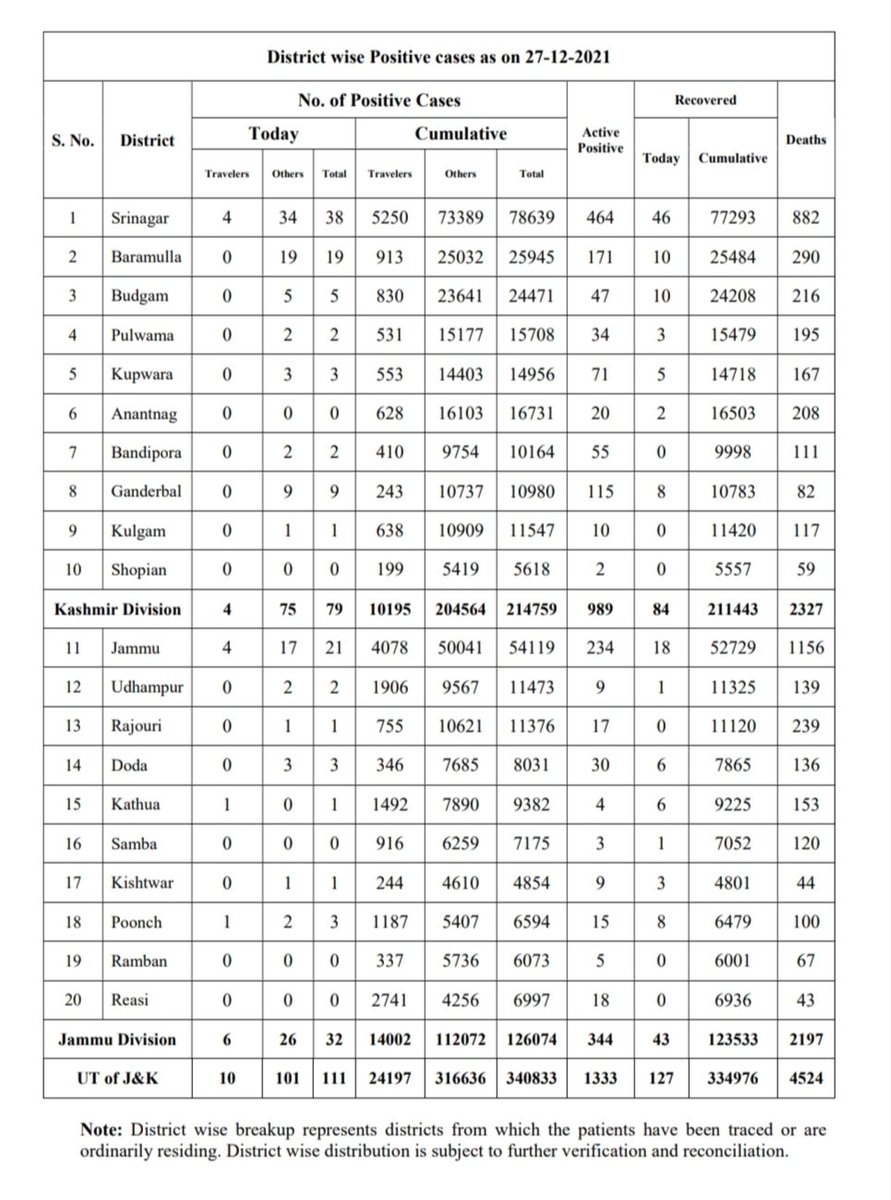 District wise Positive cases as on 27-12-2021
S. No. District No. of Positive Cases Active Positive Recovered Deaths
Today Cumulative Today Cumulative
Travelers Others Total Travelers Others Total
1 Srinagar 4 34 38 5250 73389 78639 464 46 77293 882
2 Baramulla 0 19 19 913 25032 25945 171 10 25484 290
3 Budgam 0 5 5 830 23641 24471 47 10 24208 216
4 Pulwama 0 2 2 531 15177 15708 34 3 15479 195
5 Kupwara 0 3 3 553 14403 14956 71 5 14718 167
6 Anantnag 0 0 0 628 16103 16731 20 2 16503 208
7 Bandipora 0 2 2 410 9754 10164 55 0 9998 111
8 Ganderbal 0 9 9 243 10737 10980 115 8 10783 82
9 Kulgam 0 1 1 638 10909 11547 10 0 11420 117
10 Shopian 0 0 0 199 5419 5618 2 0 5557 59
Kashmir Division 4 75 79 10195 204564 214759 989 84 211443 2327
11 Jammu 4 17 21 4078 50041 54119 234 18 52729 1156
12 Udhampur 0 2 2 1906 9567 11473 9 1 11325 139
13 Rajouri 0 1 1 755 10621 11376 17 0 11120 239
14 Doda 0 3 3 346 7685 8031 30 6 7865 136
15 Kathua 1 0 1 1492 7890 9382 4 6 9225 153
16 Samba 0 0 0 916 6259 7175 3 1 7052 120
17 Kishtwar 0 1 1 244 4610 4854 9 3 4801 44
18 Poonch 1 2 3 1187 5407 6594 15 8 6479 100
19 Ramban 0 0 0 337 5736 6073 5 0 6001 67
20 Reasi 0 0 0 2741 4256 6997 18 0 6936 43
Jammu Division 6 26 32 14002 112072 126074 344 43 123533 2197
UT of J&K 10 101 111 24197 316636 340833 1333 127 334976 4524
Note: District wise breakup represents districts from which the patients have been traced or are
ordinarily residing. District wise distribution is subject to further verification and reconciliation.